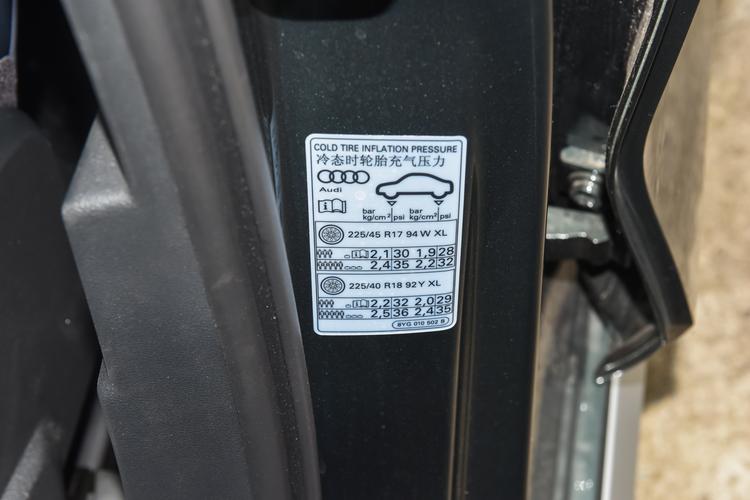 COLD TIRE INFLATION PRESSURE
冷态时轮胎充气压力
Audi
bar kg/cm² psi bar kg/cm² psi
i
225/45 R17 94 W XL
i 2,1 30 1,9 28
2,4 35 2,2 32
225/40 R18 92Y XL
i 2,2 32 2,0 29
2,5 36 2,4 35
8YG 010 502 B